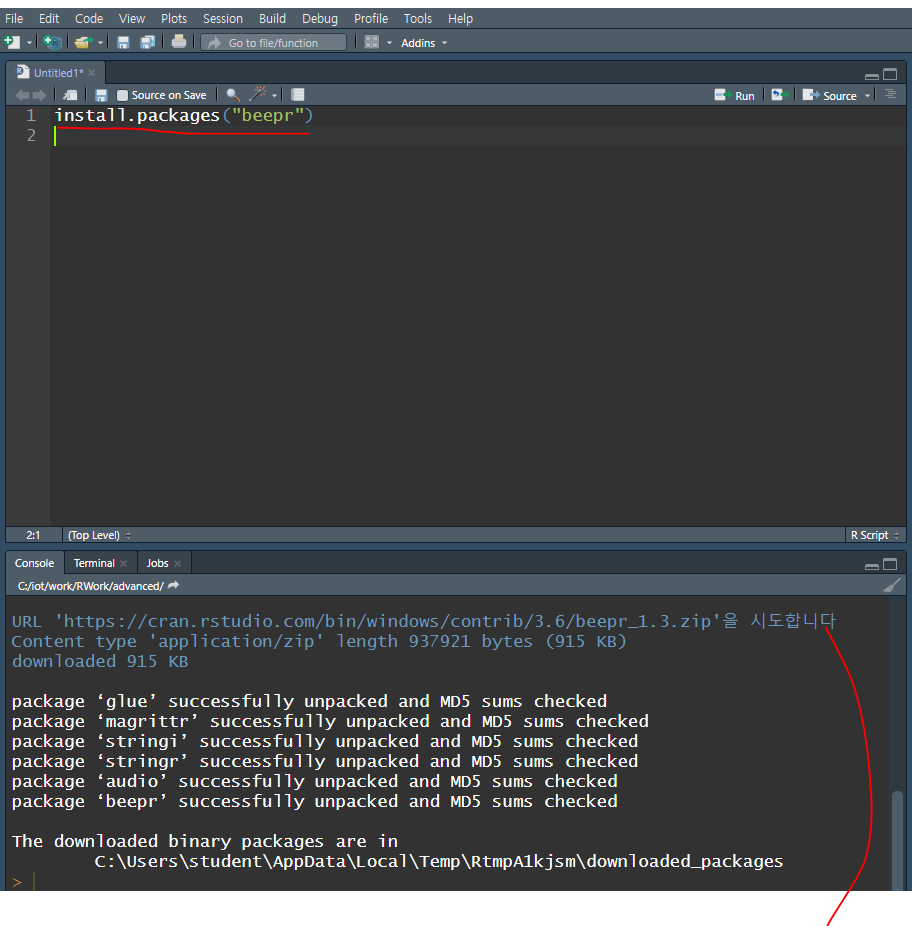 File Edit Code View Plots Session Build Debug Profile Tools Help
Go to file/function Addins
Untitled1*
Source on Save Run Source
1 install.packages("beepr")
2
2:1 (Top Level) R Script
Console Terminal Jobs
C:/iot/work/RWork/advanced/
URL 'https://cran.rstudio.com/bin/windows/contrib/3.6/beepr_1.3.zip'을 시도합니다
Content type 'application/zip' length 937921 bytes (915 KB)
downloaded 915 KB
package ‘glue’ successfully unpacked and MD5 sums checked
package ‘magrittr’ successfully unpacked and MD5 sums checked
package ‘stringi’ successfully unpacked and MD5 sums checked
package ‘stringr’ successfully unpacked and MD5 sums checked
package ‘audio’ successfully unpacked and MD5 sums checked
package ‘beepr’ successfully unpacked and MD5 sums checked
The downloaded binary packages are in
C:\Users\student\AppData\Local\Temp\RtmpA1kjsm\downloaded_packages
>